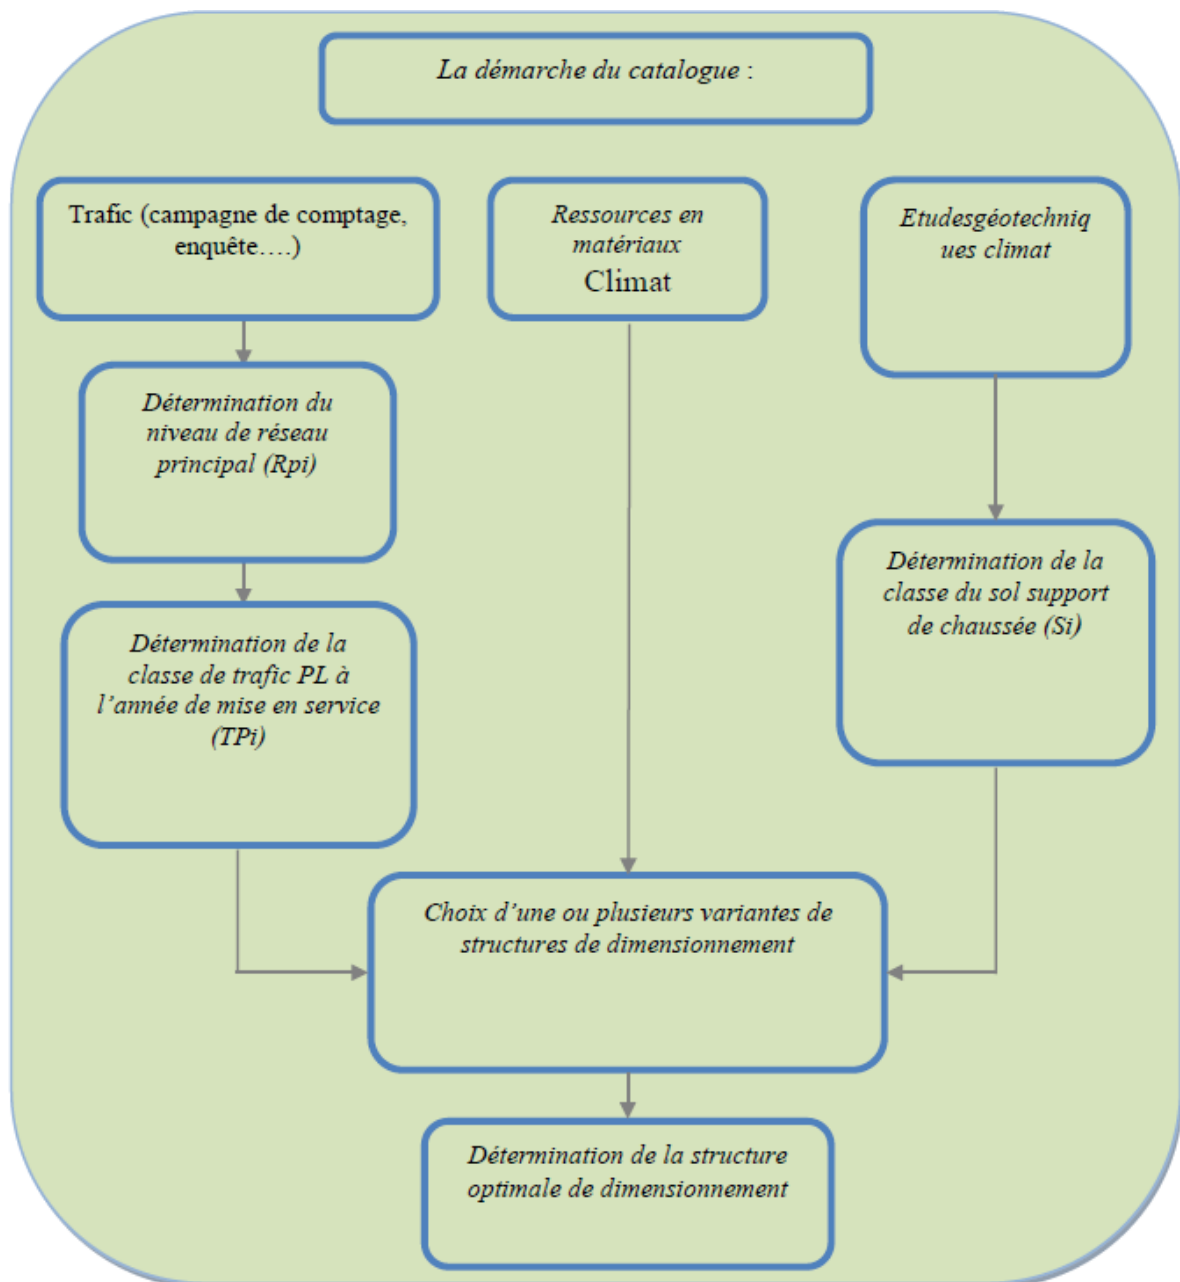 La démarche du catalogue :
Trafic (campagne de comptage,
enquête….)
Ressources en
matériaux
Climat
Etudesgéotechniq
ues climat
Détermination du
niveau de réseau
principal (Rpi)
Détermination de la
classe du sol support
de chaussée (Si)
Détermination de la
classe de trafic PL à
l’année de mise en service
(TPi)
Choix d’une ou plusieurs variantes de
structures de dimensionnement
Détermination de la structure
optimale de dimensionnement